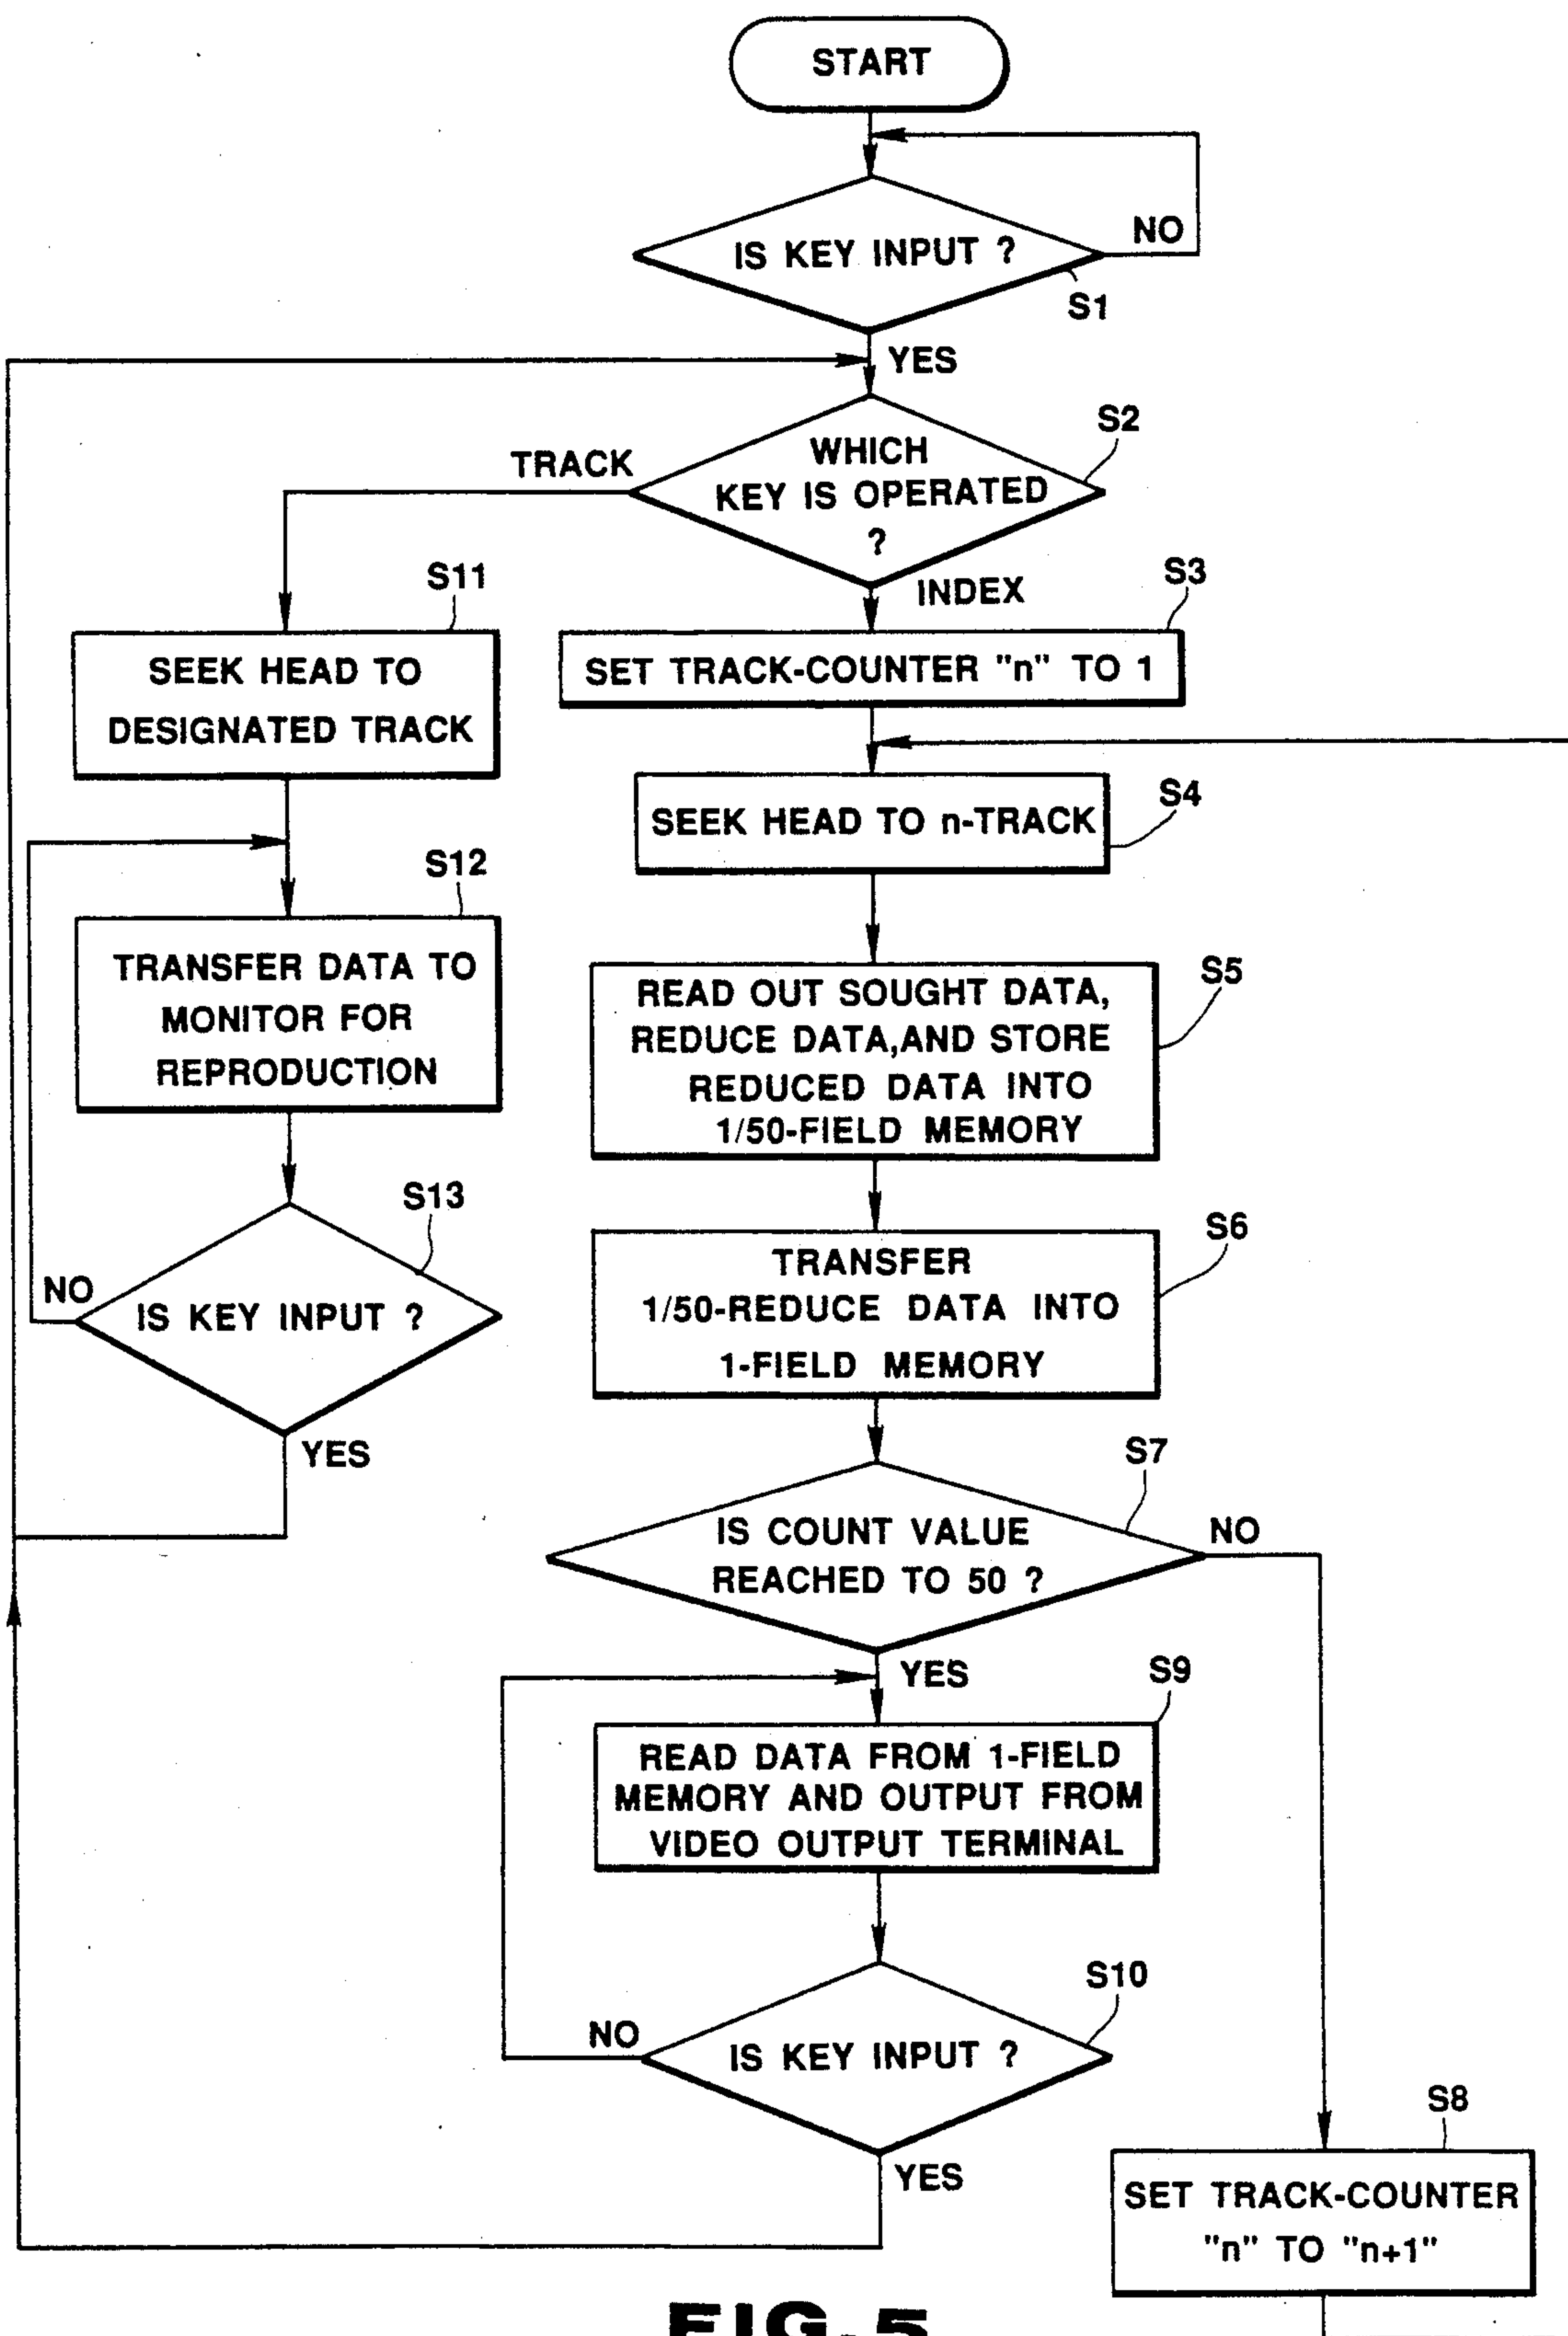 START
IS KEY INPUT ?
NO
S1
YES
S2
WHICH
KEY IS OPERATED
?
TRACK
INDEX
S11
SEEK HEAD TO
DESIGNATED TRACK
S3
SET TRACK-COUNTER "n" TO 1
S4
SEEK HEAD TO n-TRACK
S12
TRANSFER DATA TO
MONITOR FOR
REPRODUCTION
S5
READ OUT SOUGHT DATA,
REDUCE DATA,AND STORE
REDUCED DATA INTO
1/50-FIELD MEMORY
S13
NO
IS KEY INPUT ?
YES
S6
TRANSFER
1/50-REDUCE DATA INTO
1-FIELD MEMORY
S7
IS COUNT VALUE
REACHED TO 50 ?
NO
YES
S9
READ DATA FROM 1-FIELD
MEMORY AND OUTPUT FROM
VIDEO OUTPUT TERMINAL
S10
NO
IS KEY INPUT ?
YES
S8
SET TRACK-COUNTER
"n" TO "n+1"
FIG.5